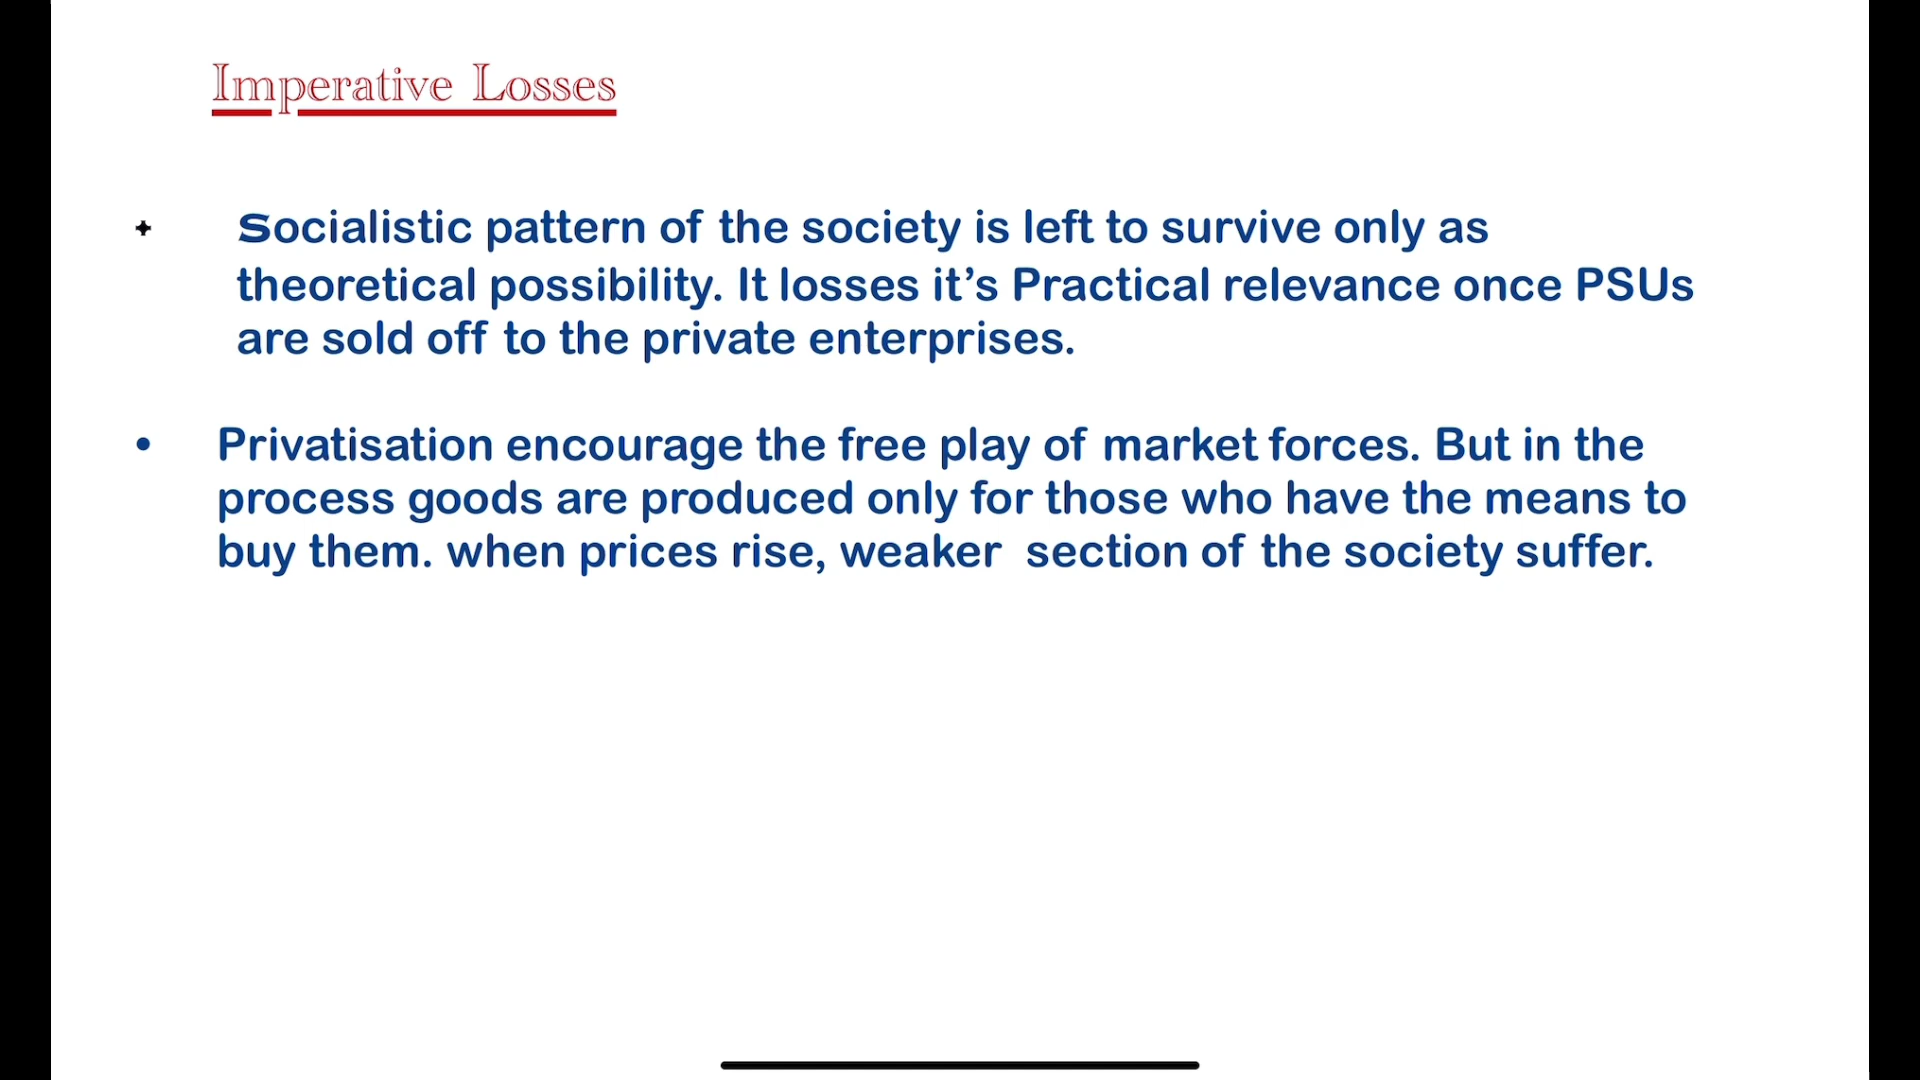 Imperative Losses
Socialistic pattern of the society is left to survive only as
theoretical possibility. It losses it’s Practical relevance once PSUs
are sold off to the private enterprises.
• Privatisation encourage the free play of market forces. But in the
process goods are produced only for those who have the means to
buy them. when prices rise, weaker section of the society suffer.